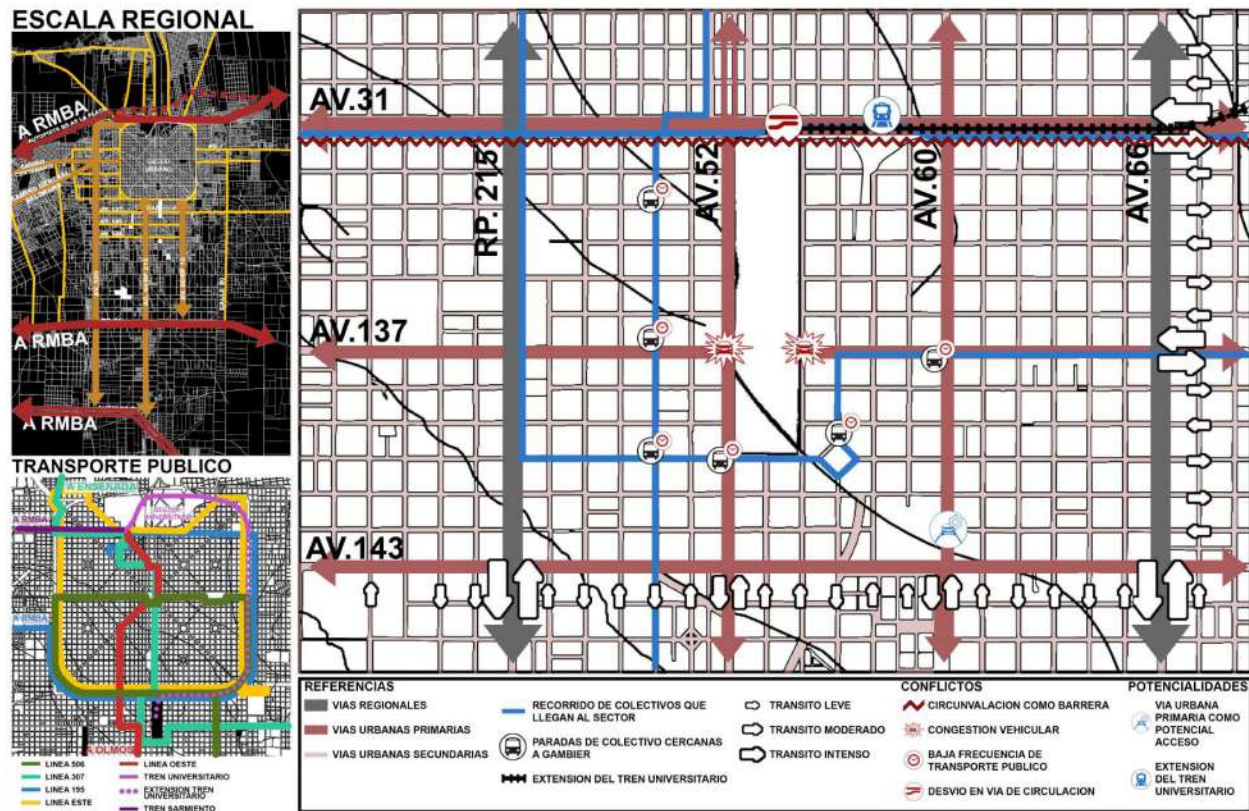 ESCALA REGIONAL
A RMBA
CASCO
URBANO
A RMBA
A RMBA
TRANSPORTE PUBLICO
A ENSENADA
A RMBA
SECTOR
UNIVERSITARIO
A RMBA
A OLMOS
LINEA 506
LINEA 307
LINEA 195
LINEA ESTE
LINEA OESTE
TREN UNIVERSITARIO
EXTENSION TREN
UNIVERSITARIO
TREN SARMIENTO
AV.31
RP. 215
AV.52
AV.60
AV.66
AV.137
AV.143
REFERENCIAS
VIAS REGIONALES
VIAS URBANAS PRIMARIAS
VIAS URBANAS SECUNDARIAS
RECORRIDO DE COLECTIVOS QUE
LLEGAN AL SECTOR
PARADAS DE COLECTIVO CERCANAS
A GAMBIER
EXTENSION DEL TREN UNIVERSITARIO
TRANSITO LEVE
TRANSITO MODERADO
TRANSITO INTENSO
CONFLICTOS
CIRCUNVALACION COMO BARRERA
CONGESTION VEHICULAR
BAJA FRECUENCIA DE
TRANSPORTE PUBLICO
DESVIO EN VIA DE CIRCULACION
POTENCIALIDADES
VIA URBANA
PRIMARIA COMO
POTENCIAL
ACCESO
EXTENSION
DEL TREN
UNIVERSITARIO